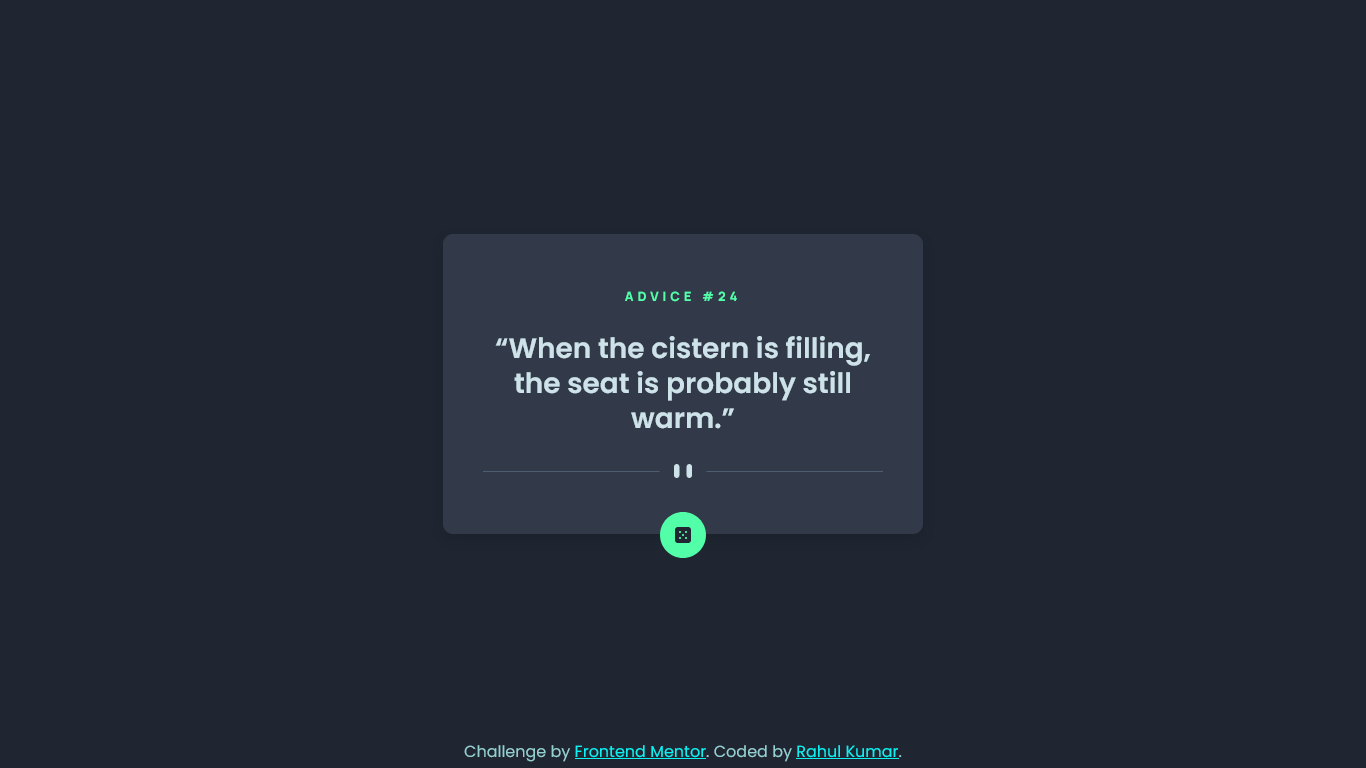 ADVICE #24
“When the cistern is filling,
the seat is probably still
warm.”
Challenge by Frontend Mentor. Coded by Rahul Kumar.